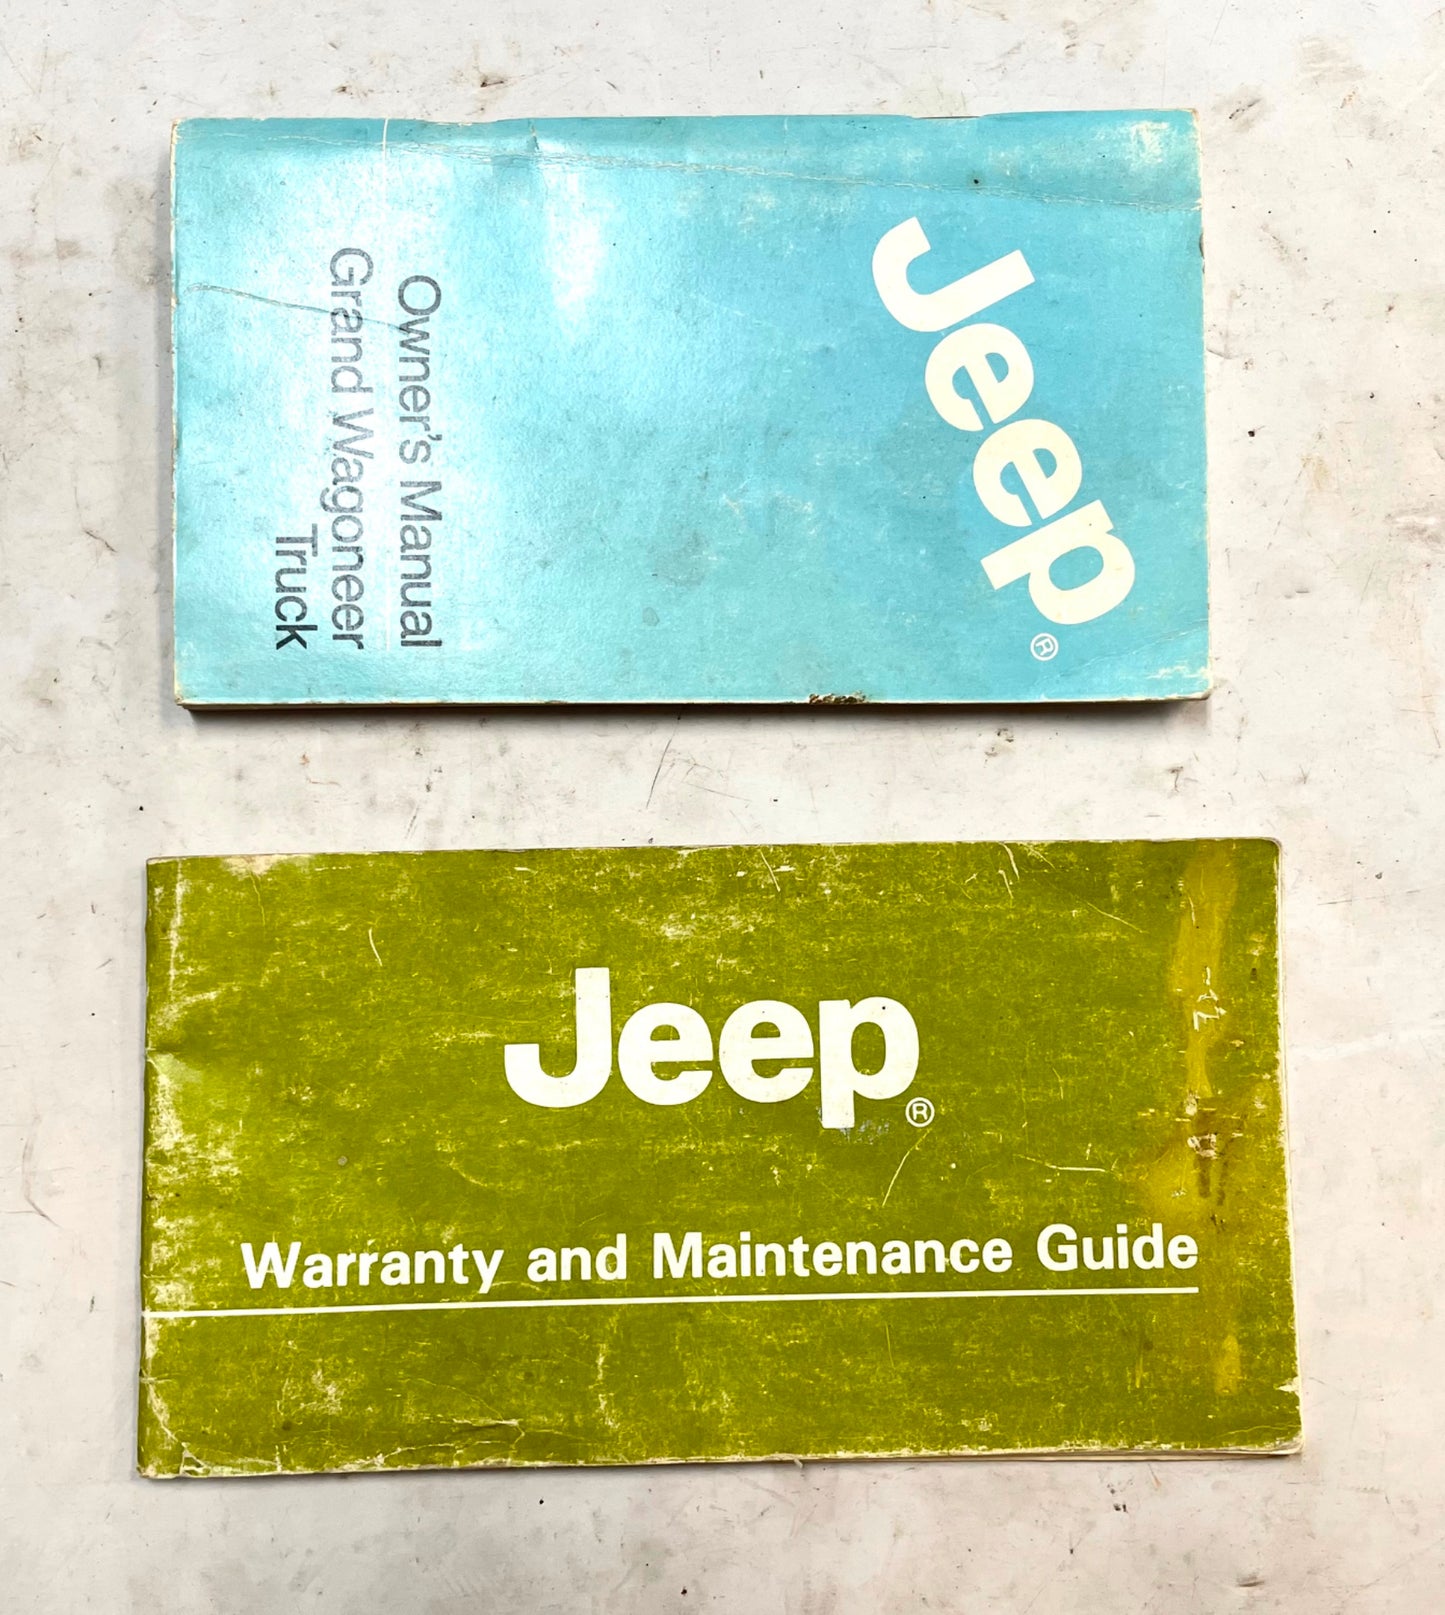 Jeep®
Owner's Manual
Grand Wagoneer
Truck
Jeep®
Warranty and Maintenance Guide